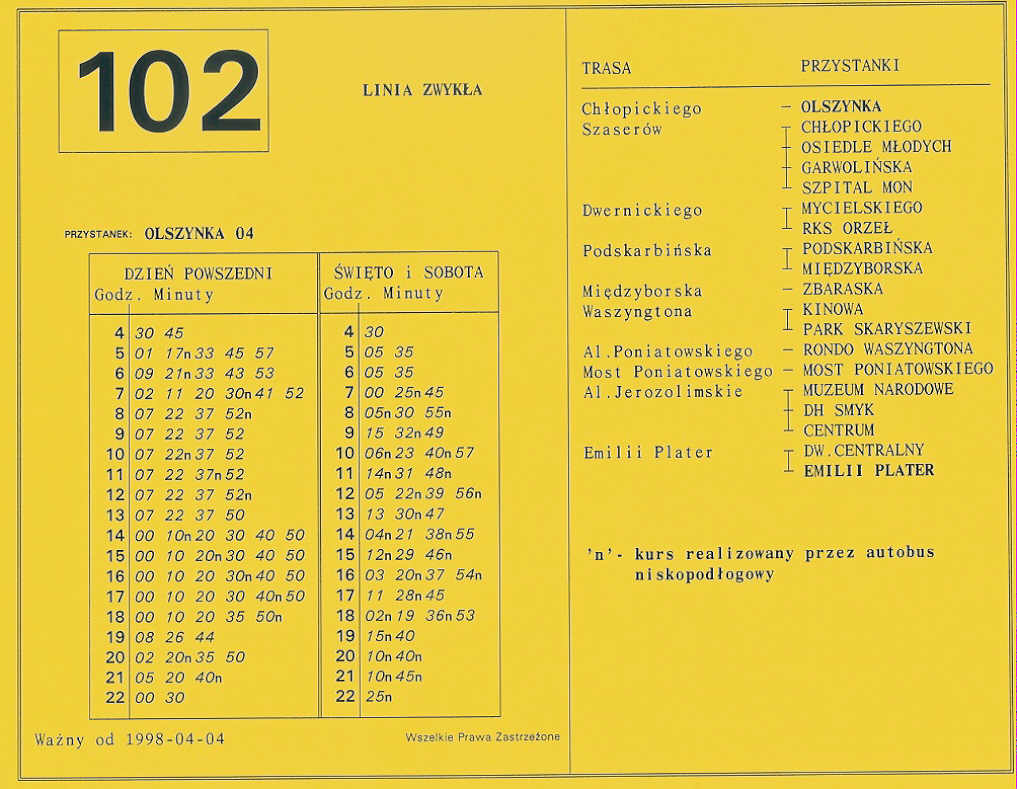 102
LINIA ZWYKŁA
PRZYSTANEK: OLSZYNKA 04
DZIEŃ POWSZEDNI
Godz. Minuty
4 30 45
5 01 17n 33 45 57
6 09 21n 33 43 53
7 02 11 20 30n 41 52
8 07 22 37 52n
9 07 22 37 52
10 07 22n 37 52
11 07 22 37n 52
12 07 22 37 52n
13 07 22 37 50
14 00 10n 20 30 40 50
15 00 10 20n 30 40 50
16 00 10 20 30n 40 50
17 00 10 20 30 40n 50
18 00 10 20 35 50n
19 08 26 44
20 02 20n 35 50
21 05 20 40n
22 00 30
ŚWIĘTO i SOBOTA
Godz. Minuty
4 30
5 05 35
6 05 35
7 00 25n 45
8 05n 30 55n
9 15 32n 49
10 06n 23 40n 57
11 14n 31 48n
12 05 22n 39 56n
13 13 30n 47
14 04n 21 38n 55
15 12n 29 46n
16 03 20n 37 54n
17 11 28n 45
18 02n 19 36n 53
19 15n 40
20 10n 40n
21 10n 45n
22 25n
Ważny od 1998-04-04
Wszelkie Prawa Zastrzeżone
TRASA PRZYSTANKI
Chłopickiego - OLSZYNKA
Szaserów CHŁOPICKIEGO
OSIEDLE MŁODYCH
GARWOLIŃSKA
SZPITAL MON
Dwernickiego MYCIELSKIEGO
RKS ORZEŁ
Podskarbińska PODSKARBIŃSKA
MIĘDZYBORSKA
Międzyborska - ZBARASKA
Waszyngtona KINOWA
PARK SKARYSZEWSKI
Al.Poniatowskiego - RONDO WASZYNGTONA
Most Poniatowskiego - MOST PONIATOWSKIEGO
Al.Jerozolimskie MUZEUM NARODOWE
DH SMYK
CENTRUM
Emilii Plater DW.CENTRALNY
EMILII PLATER
'n'- kurs realizowany przez autobus
niskopodłogowy